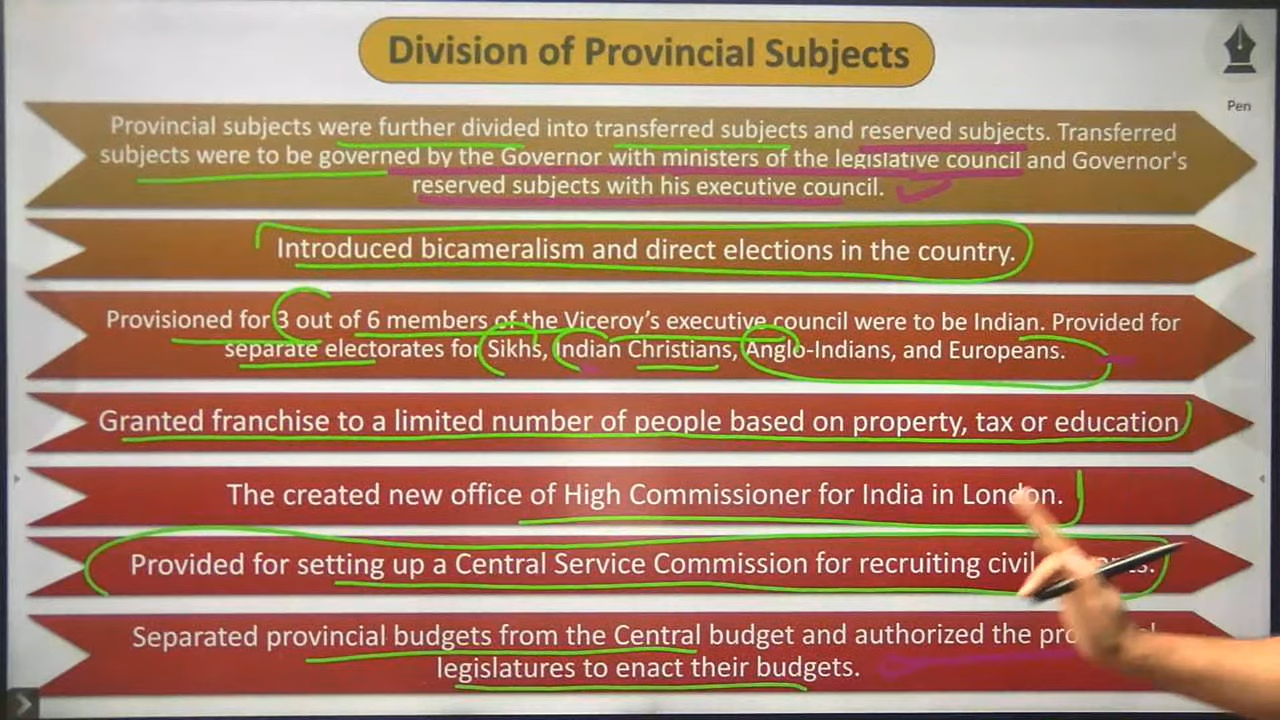 Division of Provincial Subjects
Pen
Provincial subjects were further divided into transferred subjects and reserved subjects. Transferred
subjects were to be governed by the Governor with ministers of the legislative council and Governor's
reserved subjects with his executive council.
Introduced bicameralism and direct elections in the country.
Provisioned for 3 out of 6 members of the Viceroy's executive council were to be Indian. Provided for
separate electorates for Sikhs, Indian Christians, Anglo-Indians, and Europeans.
Granted franchise to a limited number of people based on property, tax or education
The created new office of High Commissioner for India in London.
Provided for setting up a Central Service Commission for recruiting civil
Separated provincial budgets from the Central budget and authorized the
legislatures to enact their budgets.